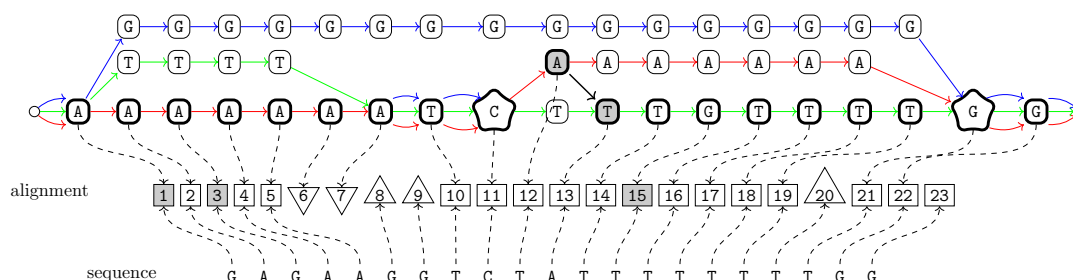 G G G G G G G G G G G G G G G G
T T T T A A A A A A A
A A A A A A A T C T T T G T T T T G G
alignment 1 2 3 4 5 6 7 8 9 10 11 12 13 14 15 16 17 18 19 20 21 22 23
sequence G A G A A G G T C T A T T T T T T T T G G